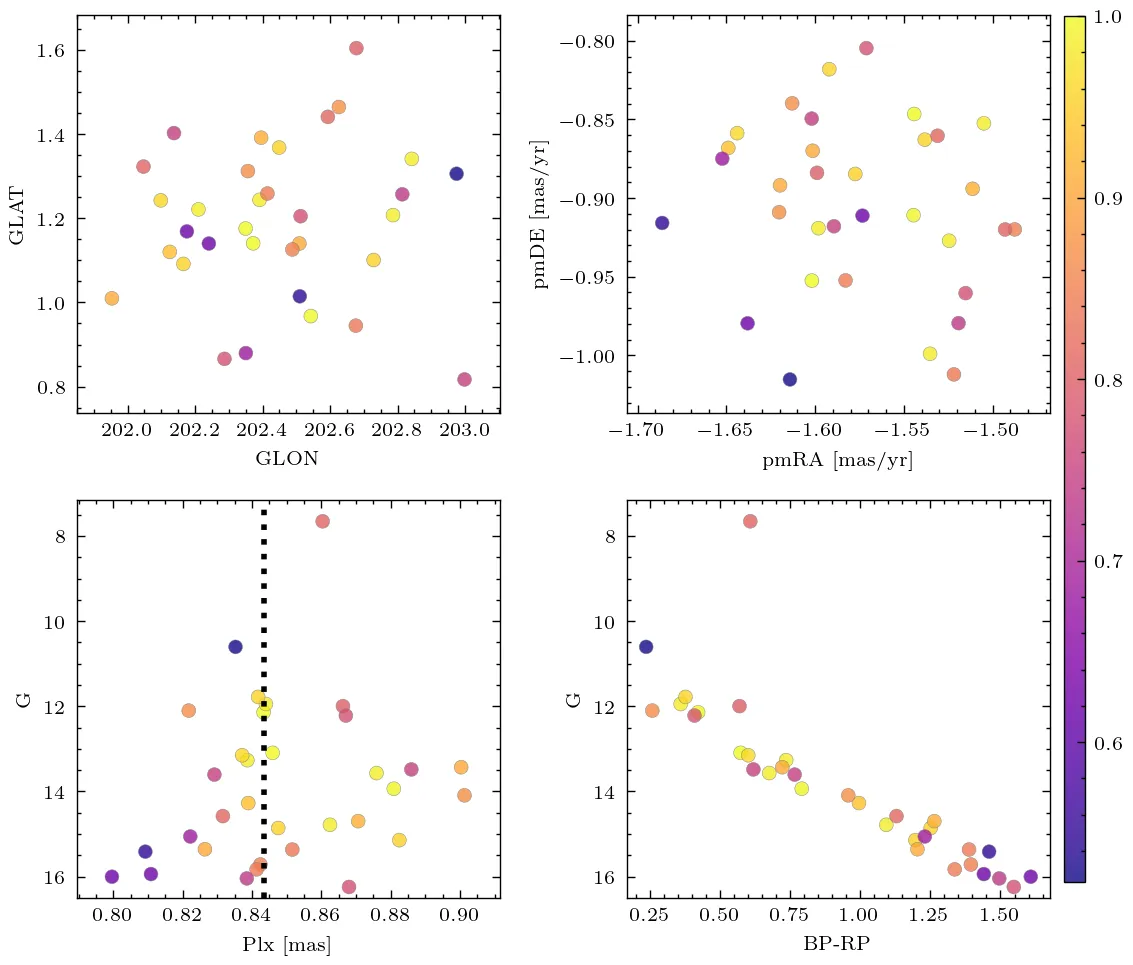 1.6
1.4
1.2
1.0
0.8
GLAT
202.0 202.2 202.4 202.6 202.8 203.0
GLON
−0.80
−0.85
−0.90
−0.95
−1.00
pmDE [mas/yr]
−1.70 −1.65 −1.60 −1.55 −1.50
pmRA [mas/yr]
1.0
0.9
0.8
0.7
0.6
8
10
12
14
16
G
0.80 0.82 0.84 0.86 0.88 0.90
Plx [mas]
8
10
12
14
16
G
0.25 0.50 0.75 1.00 1.25 1.50
BP-RP